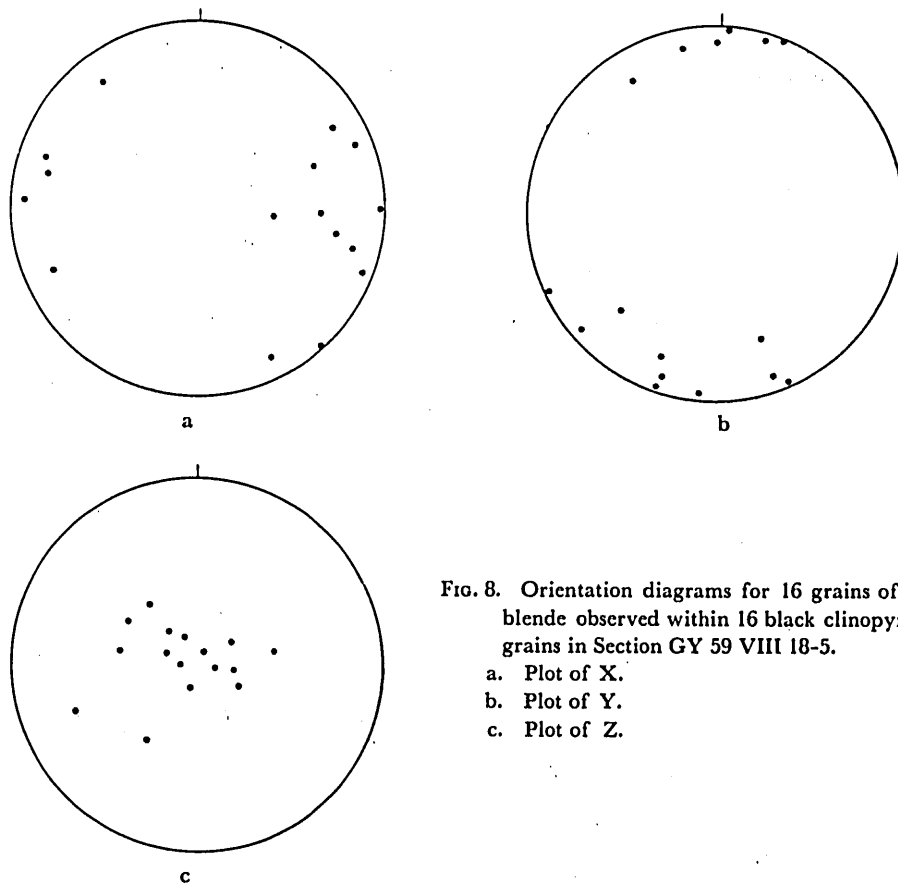 a
b
c
FIG. 8. Orientation diagrams for 16 grains of
blende observed within 16 black
grains in Section GY 59 VIII 18-5.
a. Plot of X.
b. Plot of Y.
c. Plot of Z.